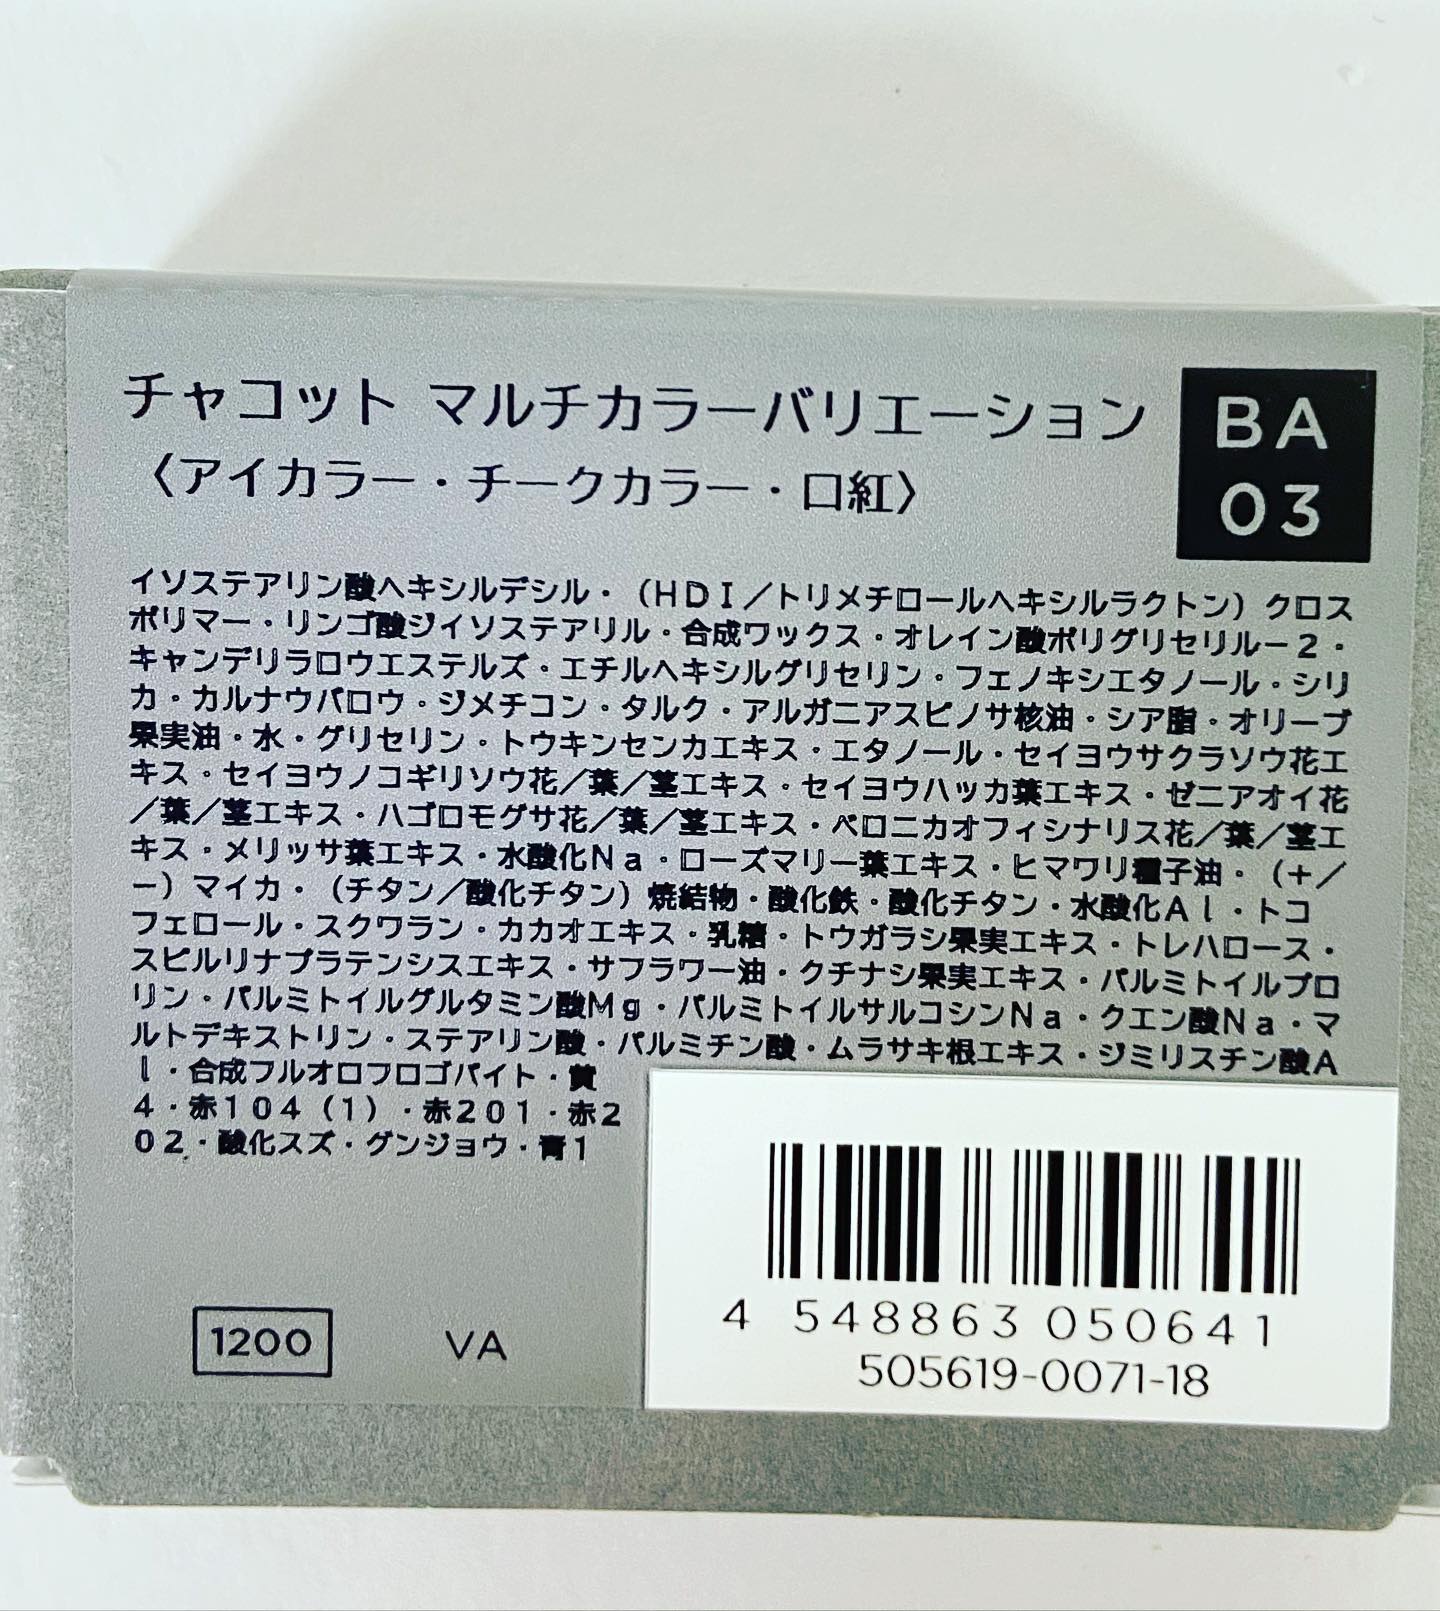 チャコット マルチカラーバリエーション
〈アイカラー・チークカラー・口紅〉
BA
03
イソステアリン酸ヘキシルデシル・（ＨＤＩ／トリメチロールヘキシルラクトン）クロス
ポリマー・リンゴ酸ジイソステアリル・合成ワックス・オレイン酸ポリグリセリル－２・
キャンデリラロウエステルズ・エチルヘキシルグリセリン・フェノキシエタノール・シリ
カ・カルナウバロウ・ジメチコン・タルク・アルガニアスピノサ核油・シア脂・オリーブ
果実油・水・グリセリン・トウキンセンカエキス・エタノール・セイヨウサクラソウ花エ
キス・セイヨウノコギリソウ花／葉／茎エキス・セイヨウハッカ葉エキス・ゼニアオイ花
／葉／茎エキス・ハゴロモグサ花／葉／茎エキス・ベロニカオフィシナリス花／葉／茎エ
キス・メリッサ葉エキス・水酸化Ｎａ・ローズマリー葉エキス・ヒマワリ種子油・（＋／
－）マイカ・（チタン／酸化チタン）焼結物・酸化鉄・酸化チタン・水酸化Ａｌ・トコ
フェロール・スクワラン・カカオエキス・乳糖・トウガラシ果実エキス・トレハロース・
スピルリナプラテンシスエキス・サフラワー油・クチナシ果実エキス・パルミトイルプロ
リン・パルミトイルグルタミン酸Ｍｇ・パルミトイルサルコシンＮａ・クエン酸Ｎａ・マ
ルトデキストリン・ステアリン酸・パルミチン酸・ムラサキ根エキス・ジミリスチン酸Ａ
ｌ・合成フルオロフロゴパイト・黄
４・赤１０４（１）・赤２０１・赤２
０２・酸化スズ・グンジョウ・青１
1200 VA
4 548863 050641
505619-0071-18